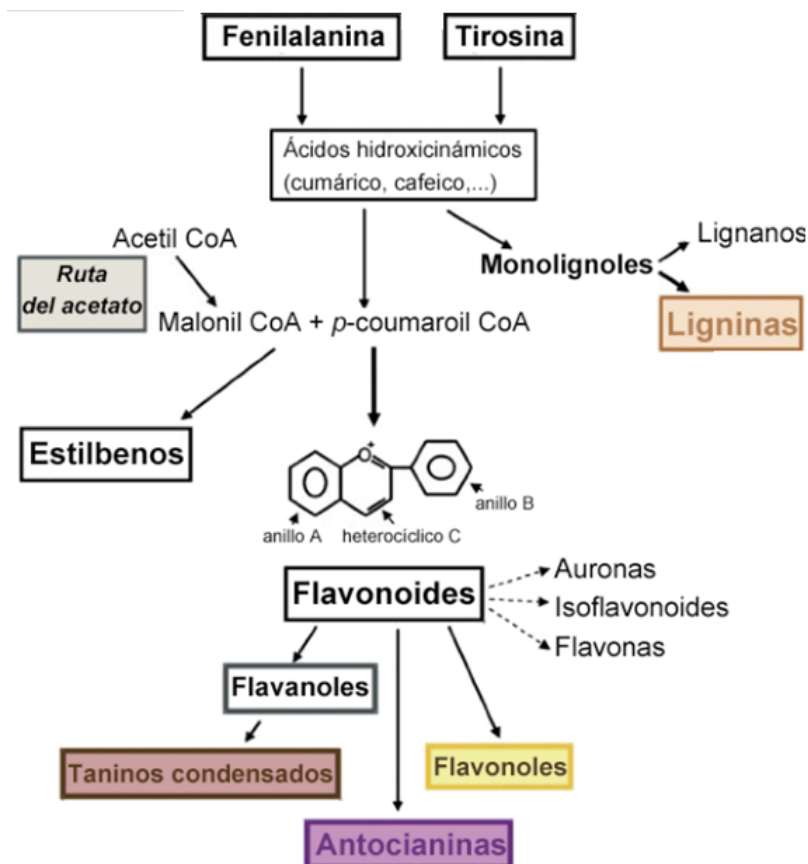 Fenilalanina
Tirosina
Ácidos hidroxicinámicos
(cumárico, cafeico,...)
Acetil CoA
Lignanos
Monolignoles
Ruta
del acetato
Malonil CoA + p-coumaroil CoA
Ligninas
Estilbenos
O+
anillo B
anillo A
heterocíclico C
Flavonoides
Auronas
Isoflavonoides
Flavonas
Flavanoles
Taninos condensados
Flavonoles
Antocianinas